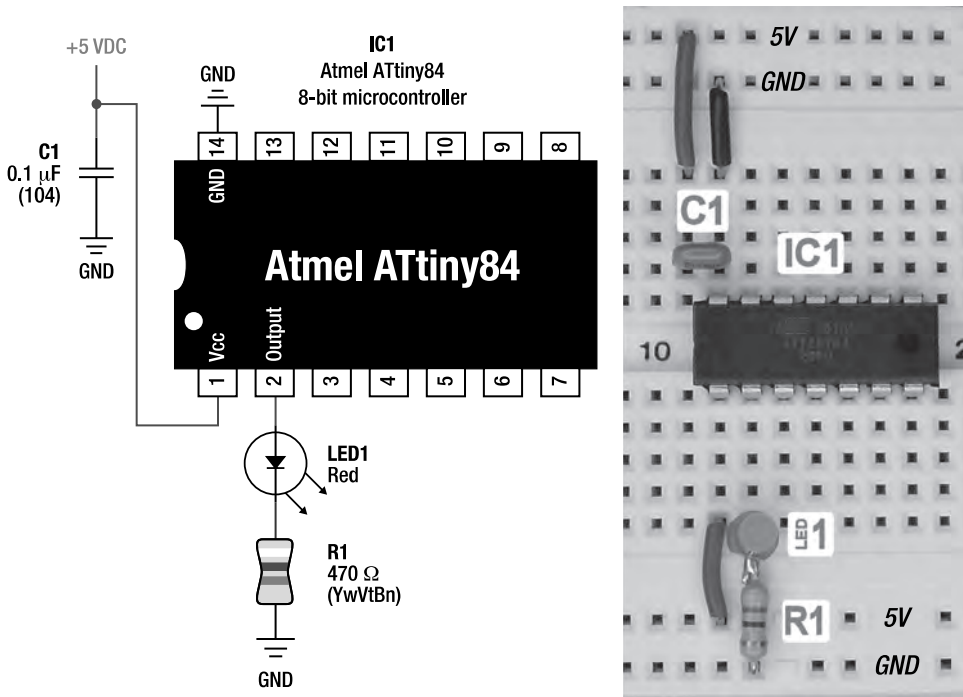 +5 VDC
C1
0.1 μF
(104)
GND
GND
IC1
Atmel ATtiny84
8-bit microcontroller
14
13
12
11
10
9
8
GND
Atmel ATtiny84
Vcc
Output
1
2
3
4
5
6
7
LED1
Red
R1
470 Ω
(YwVtBn)
GND
5V
GND
C1
IC1
10
2
LED1
R1
5V
GND